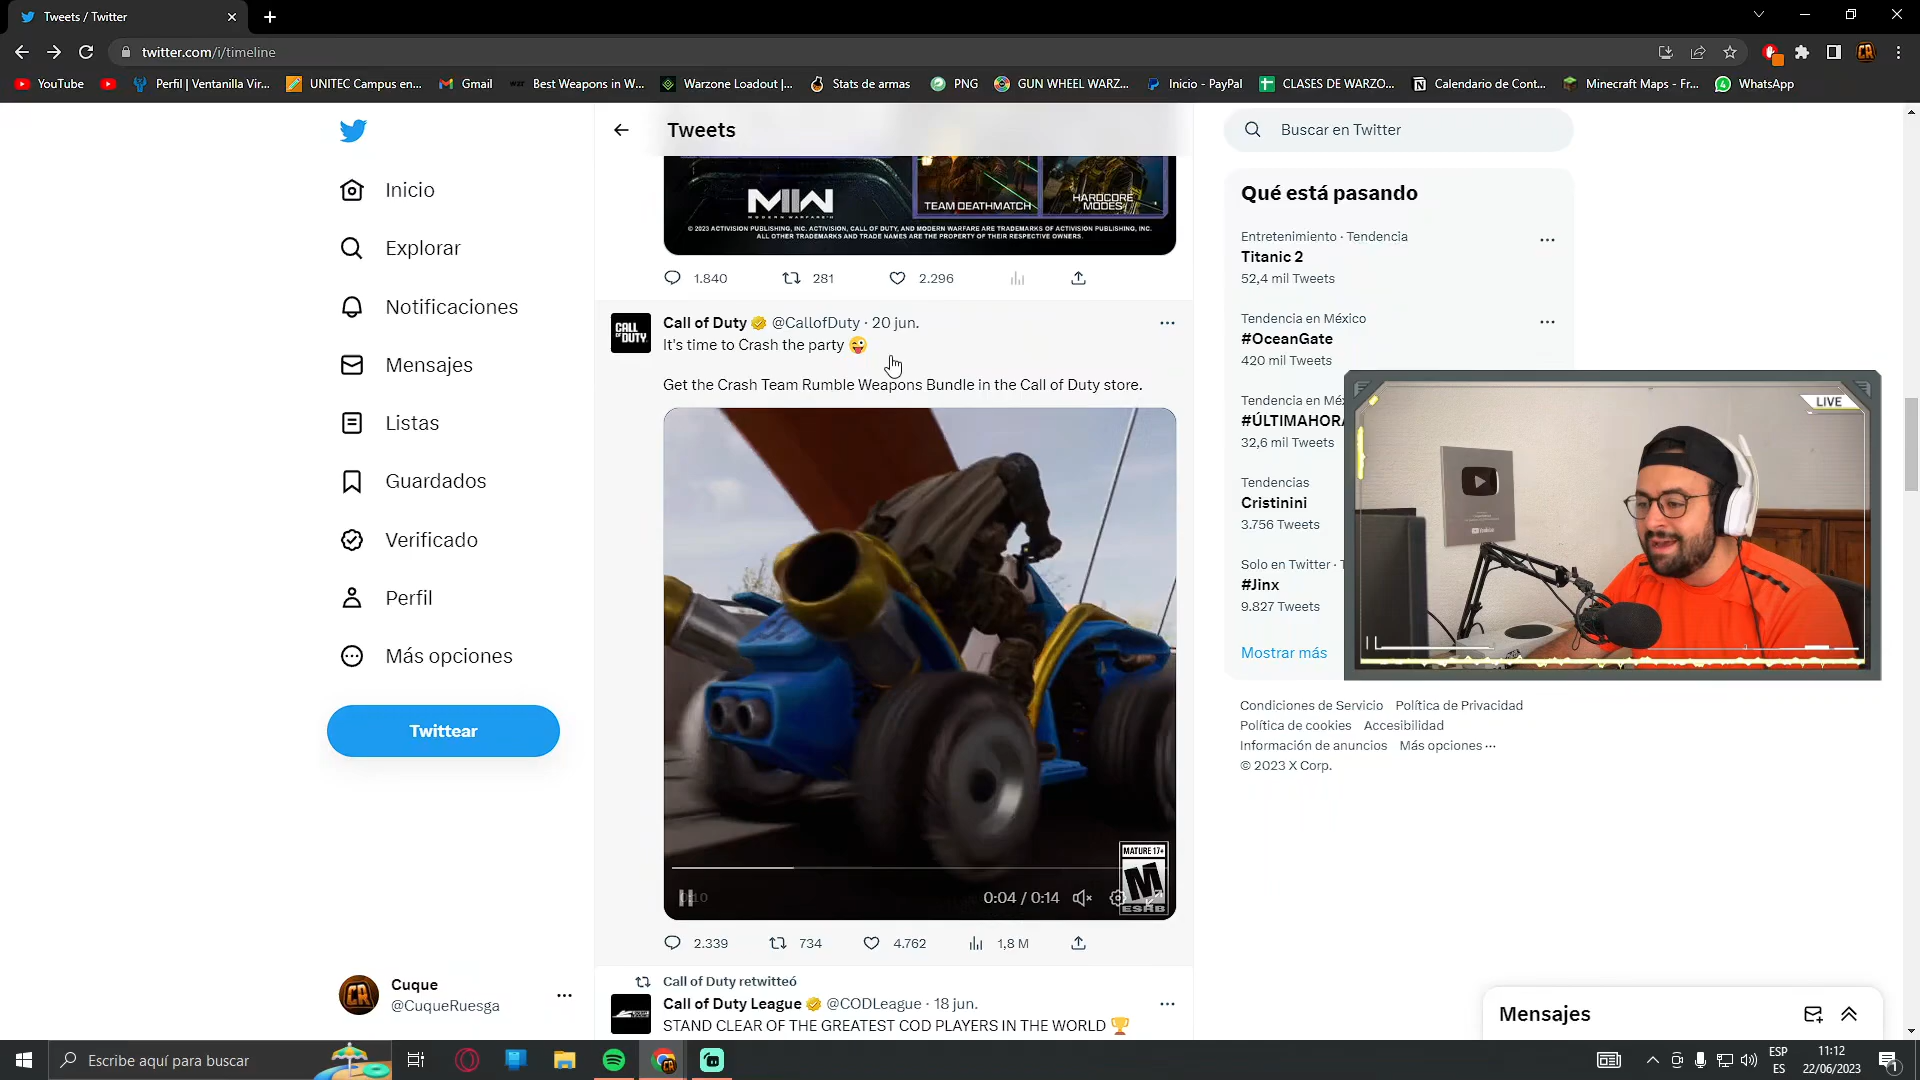 Tweets / Twitter
twitter.com/i/timeline
YouTube
Perfil | Ventanilla Vir...
UNITEC Campus en...
Gmail
Best Weapons in W...
Warzone Loadout |...
Stats de armas
PNG
GUN WHEEL WARZ...
Inicio - PayPal
CLASES DE WARZO...
Calendario de Cont...
Minecraft Maps - Fr...
WhatsApp
Inicio
Explorar
Notificaciones
Mensajes
Listas
Guardados
Verificado
Perfil
Más opciones
Twittear
Cuque
@CuqueRuesga
Tweets
MW
MODERN WARFARE II
TEAM DEATHMATCH
HARDCORE
MODES
© 2023 ACTIVISION PUBLISHING, INC. ACTIVISION, CALL OF DUTY, AND MODERN WARFARE ARE TRADEMARKS OF ACTIVISION PUBLISHING, INC.
ALL OTHER TRADEMARKS AND TRADE NAMES ARE THE PROPERTY OF THEIR RESPECTIVE OWNERS.
1.840 281 2.296
CALL OF DUTY
Call of Duty @CallofDuty · 20 jun.
It's time to Crash the party 😜
Get the Crash Team Rumble Weapons Bundle in the Call of Duty store.
MATURE 17+
M
ESRB
0:10
0:04 / 0:14
2.339 734 4.762 1,8 M
Call of Duty retwitteó
Call of Duty League @CODLeague · 18 jun.
STAND CLEAR OF THE GREATEST COD PLAYERS IN THE WORLD 🏆
Buscar en Twitter
Qué está pasando
Entretenimiento · Tendencia
Titanic 2
52,4 mil Tweets
Tendencia en México
#OceanGate
420 mil Tweets
Tendencia en Mé
#ÚLTIMAHORA
32,6 mil Tweets
Tendencias
Cristinini
3.756 Tweets
Solo en Twitter · T
#Jinx
9.827 Tweets
Mostrar más
LIVE
Condiciones de Servicio Política de Privacidad
Política de cookies Accesibilidad
Información de anuncios Más opciones ···
© 2023 X Corp.
Mensajes
Escribe aquí para buscar
ESP
ES
11:12
22/06/2023
1